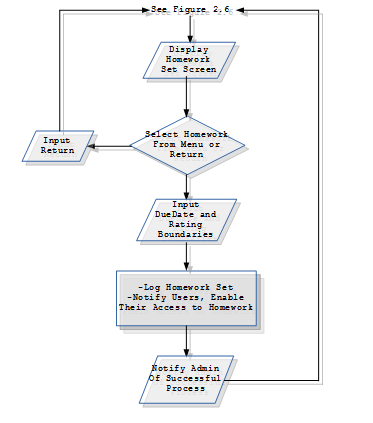 See Figure 2.6
Display
Homework
Set Screen
Select Homework
From Menu or
Return
Input
Return
Input
DueDate and
Rating
Boundaries
-Log Homework Set
-Notify Users, Enable
Their Access to Homework
Notify Admin
Of Successful
Process